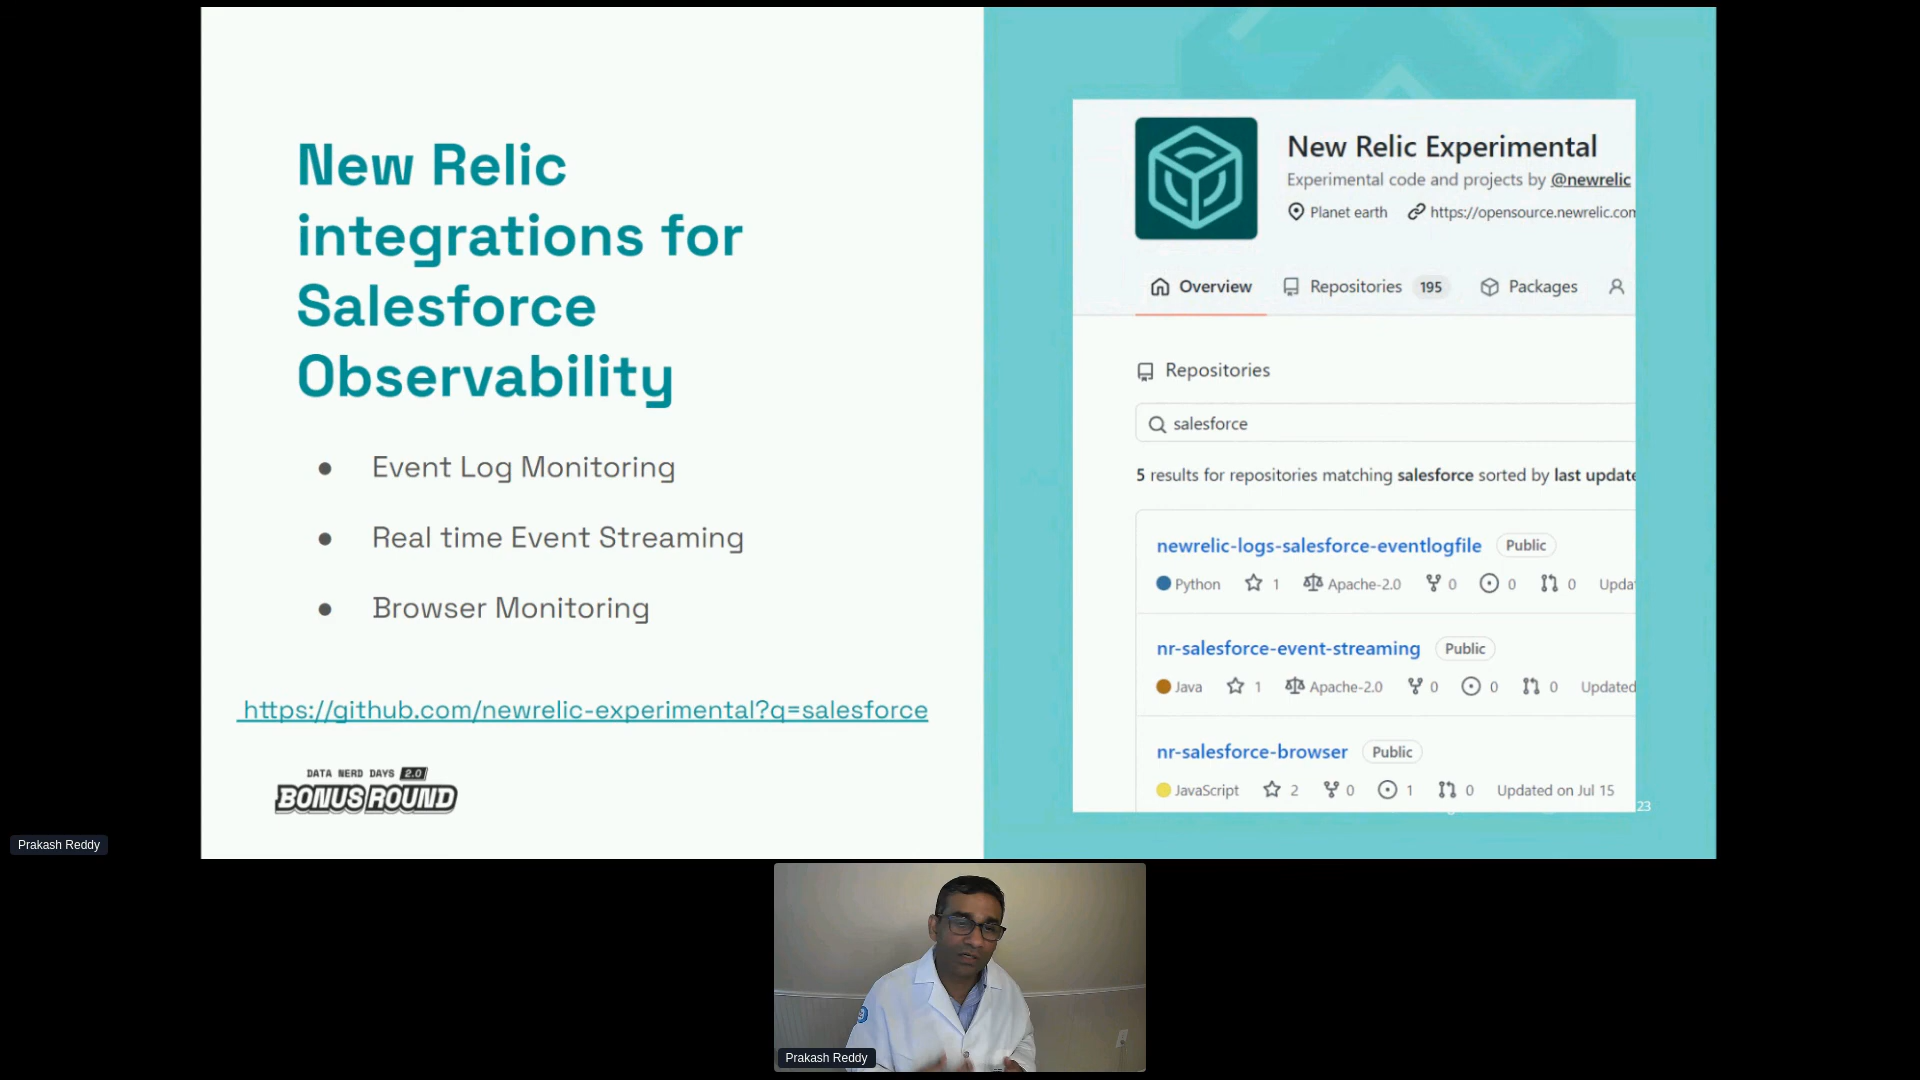 New Relic
integrations for
Salesforce
Observability
● Event Log Monitoring
● Real time Event Streaming
● Browser Monitoring
https://github.com/newrelic-experimental?q=salesforce
DATA NERD DAYS 2.0
BONUS ROUND
New Relic Experimental
Experimental code and projects by @newrelic
Planet earth https://opensource.newrelic.com
Overview Repositories 195 Packages
Repositories
salesforce
5 results for repositories matching salesforce sorted by last update
newrelic-logs-salesforce-eventlogfile Public
Python 1 Apache-2.0 0 0 0 Upda
nr-salesforce-event-streaming Public
Java 1 Apache-2.0 0 0 0 Updated
nr-salesforce-browser Public
JavaScript 2 0 1 0 Updated on Jul 15
23
Prakash Reddy
Prakash Reddy